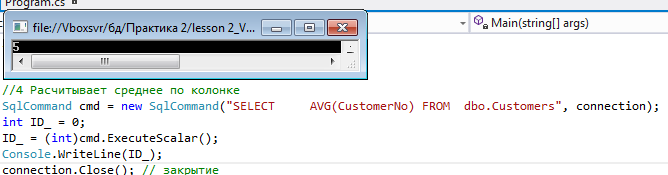 Program.cs
file://Vboxsvr/бд/Практика 2/lesson 2_V...
5
Main(string[] args)
//4 Расчитывает среднее по колонке
SqlCommand cmd = new SqlCommand("SELECT     AVG(CustomerNo) FROM  dbo.Customers", connection);
int ID_ = 0;
ID_ = (int)cmd.ExecuteScalar();
Console.WriteLine(ID_);
connection.Close(); // закрытие